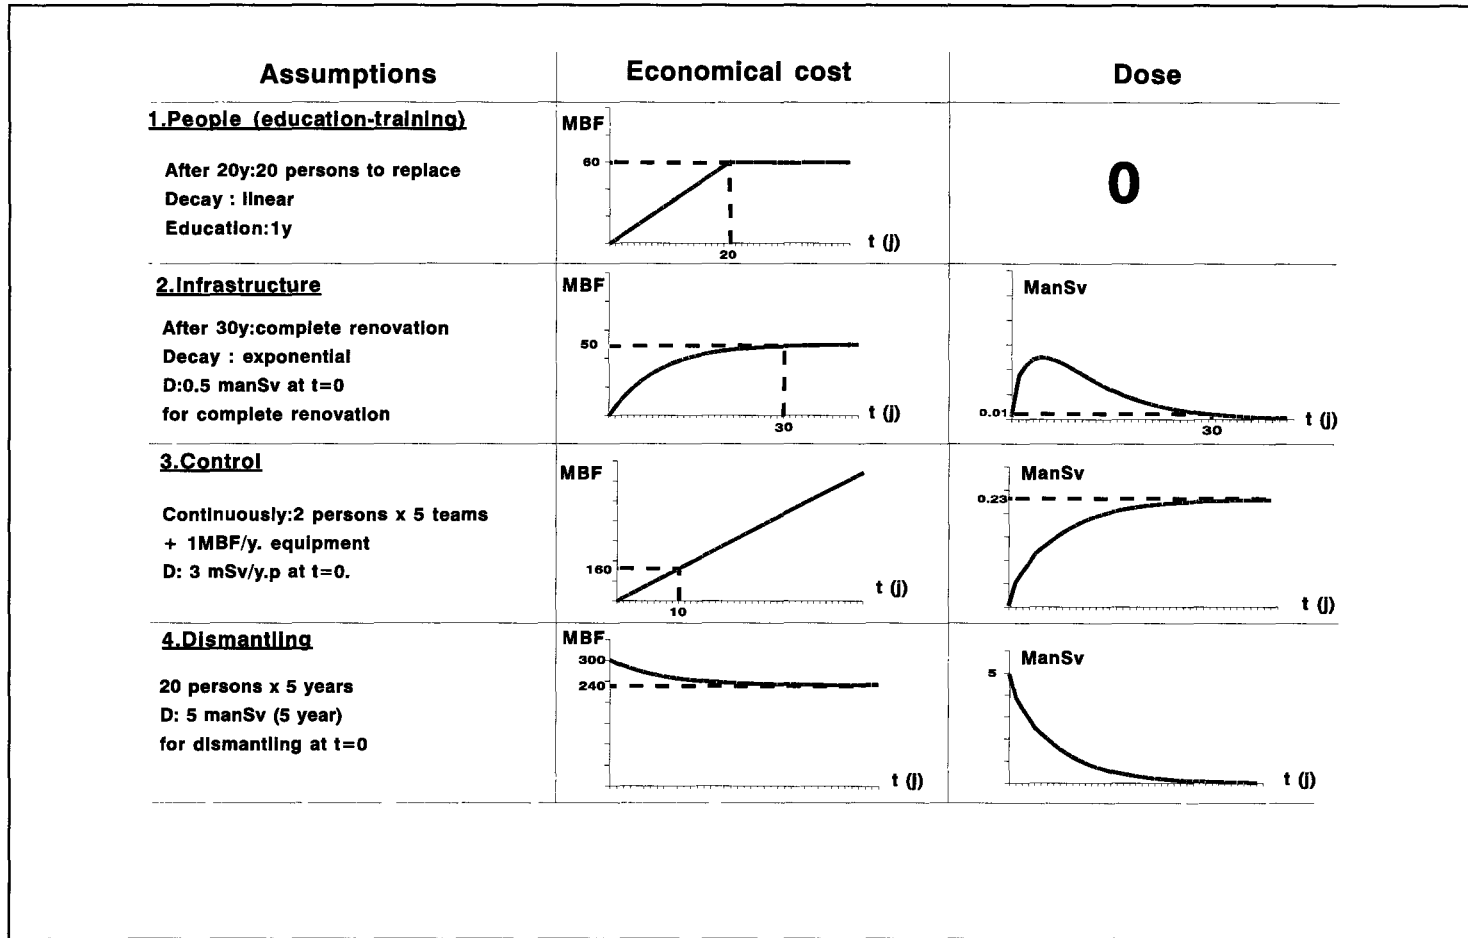 Assumptions
Economical cost
Dose
1.People (education-training)
After 20y:20 persons to replace
Decay : linear
Education:1y
MBF
60
20
t (j)
0
2.Infrastructure
After 30y:complete renovation
Decay : exponential
D:0.5 manSv at t=0
for complete renovation
MBF
50
30
t (j)
ManSv
0.01
30
t (j)
3.Control
Continuously:2 persons x 5 teams
+ 1MBF/y. equipment
D: 3 mSv/y.p at t=0.
MBF
160
10
t (j)
ManSv
0.23
t (j)
4.Dismantling
20 persons x 5 years
D: 5 manSv (5 year)
for dismantling at t=0
MBF
300
240
t (j)
ManSv
5
t (j)